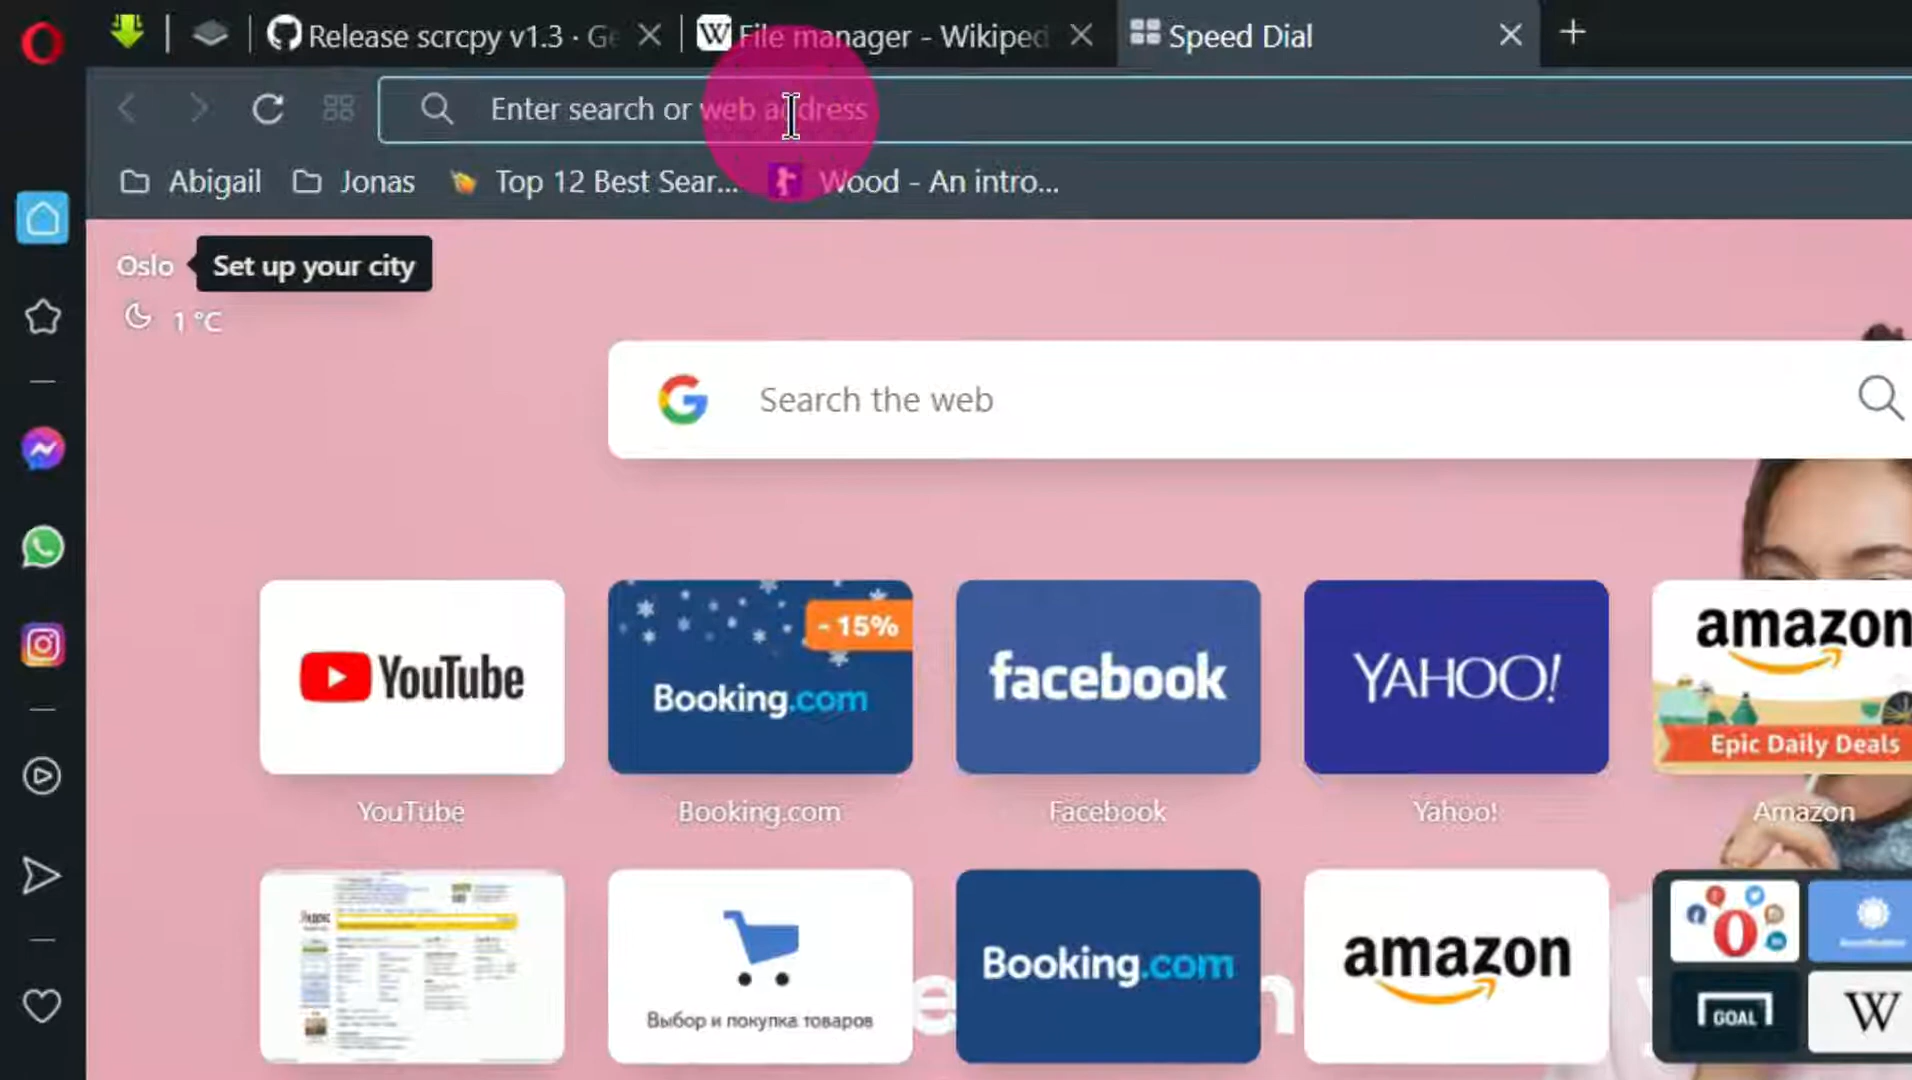 Release scrcpy v1.3 · Ge
File manager - Wikiped
Speed Dial
Enter search or web address
Abigail
Jonas
Top 12 Best Sear...
Wood - An intro...
Oslo
Set up your city
1 °C
Search the web
YouTube
- 15%
Booking.com
facebook
YAHOO!
amazon
Epic Daily Deals
YouTube
Booking.com
Facebook
Yahoo!
Amazon
Выбор и покупка товаров
Booking.com
amazon
GOAL
W